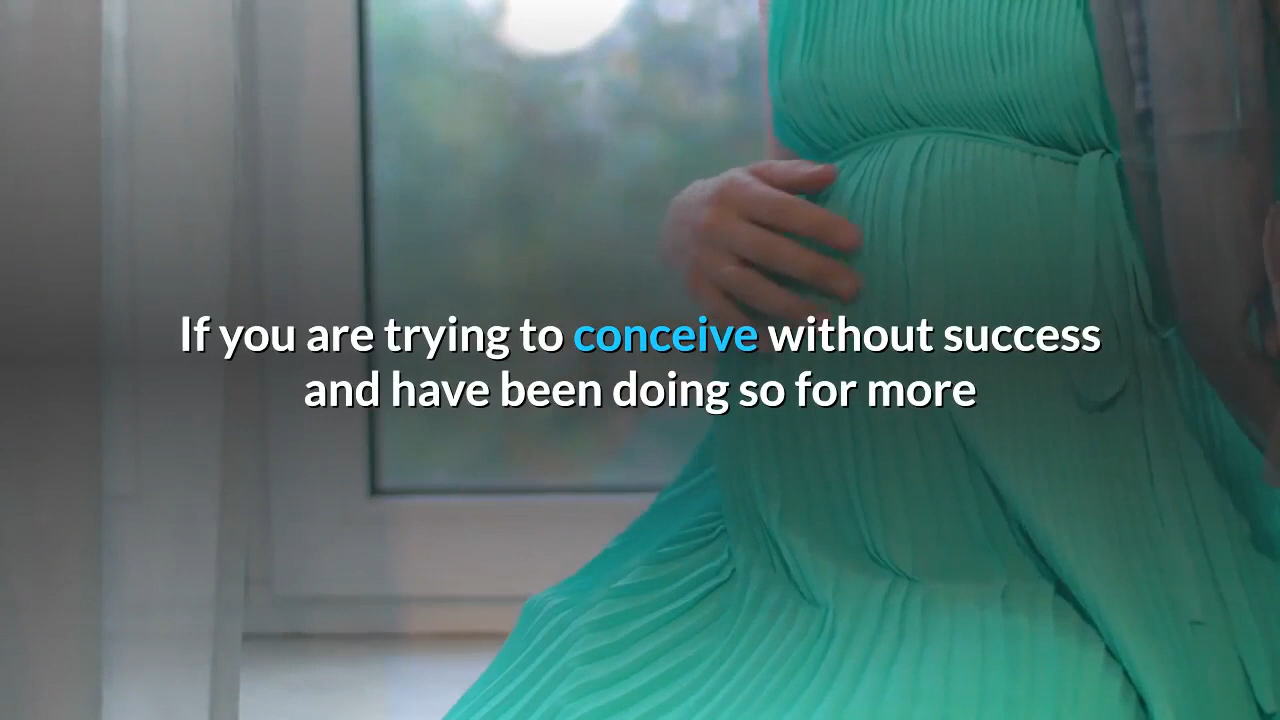 If you are trying to conceive without success
and have been doing so for more